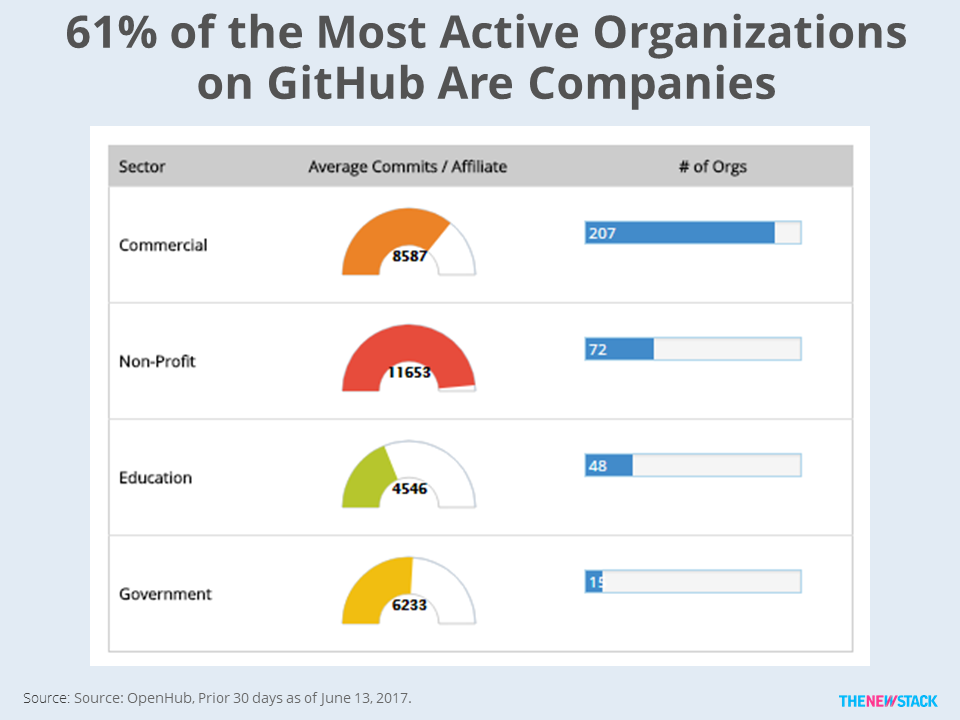 61% of the Most Active Organizations
on GitHub Are Companies
Sector Average Commits / Affiliate # of Orgs
Commercial 8587 207
Non-Profit 11653 72
Education 4546 48
Government 6233 15
Source: Source: OpenHub, Prior 30 days as of June 13, 2017.
THENEWSTACK